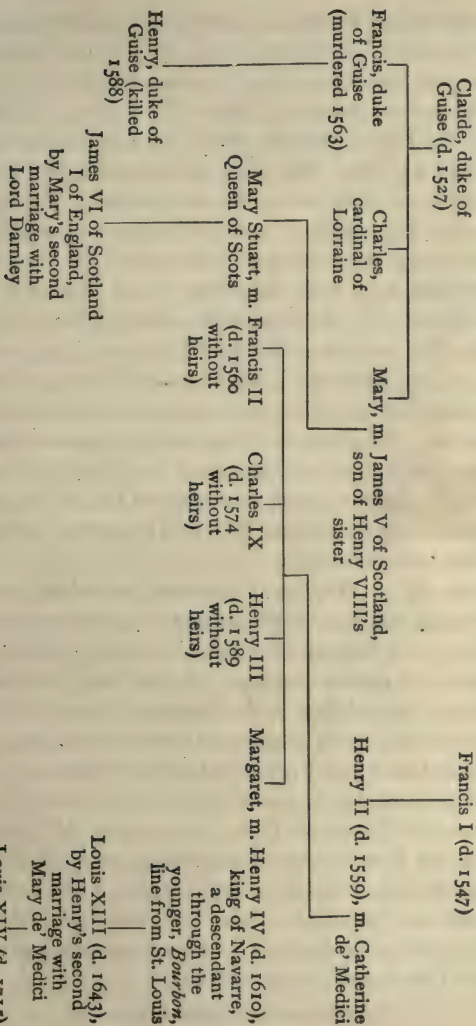 Claude, duke of
Guise (d. 1527)
Francis I (d. 1547)
Francis, duke
of Guise
(murdered 1563)
Charles,
cardinal of
Lorraine
Mary, m. James V of Scotland,
son of Henry VIII's
sister
Henry II (d. 1559), m. Catherine
de' Medici
Henry, duke of
Guise (killed
1588)
Mary Stuart, m. Francis II
Queen of Scots
(d. 1560
without
heirs)
Charles IX
(d. 1574
without
heirs)
Henry III
(d. 1589
without
heirs)
Margaret, m. Henry IV (d. 1610),
king of Navarre,
a descendant
through the
younger, Bourbon,
line from St. Louis
James VI of Scotland
I of England,
by Mary's second
marriage with
Lord Darnley
Louis XIII (d. 1643),
by Henry's second
marriage with
Mary de' Medici